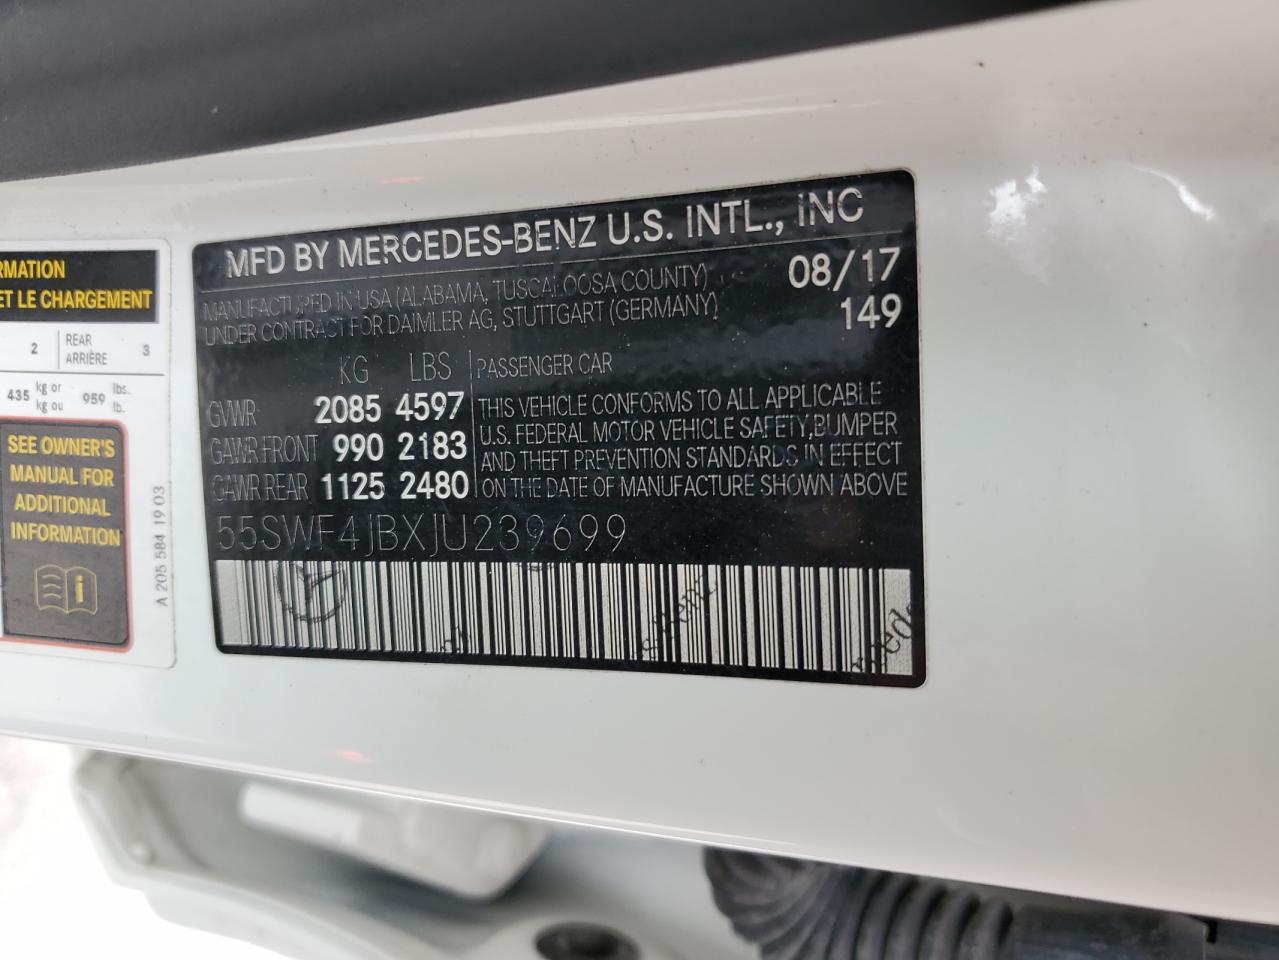 RMATION
ET LE CHARGEMENT
2 REAR ARRIÈRE 3
435 kg or kg ou 959 lbs. lb.
SEE OWNER'S
MANUAL FOR
ADDITIONAL
INFORMATION
A 205 584 19 03
MFD BY MERCEDES-BENZ U.S. INTL., INC
MANUFACTURED IN USA (ALABAMA, TUSCALOOSA COUNTY) 08/17
UNDER CONTRACT FOR DAIMLER AG, STUTTGART (GERMANY) 149
KG LBS PASSENGER CAR
GVWR 2085 4597
GAWR FRONT 990 2183
GAWR REAR 1125 2480
THIS VEHICLE CONFORMS TO ALL APPLICABLE
U.S. FEDERAL MOTOR VEHICLE SAFETY,BUMPER
AND THEFT PREVENTION STANDARDS IN EFFECT
ON THE DATE OF MANUFACTURE SHOWN ABOVE
55SWF4JBXJU239699